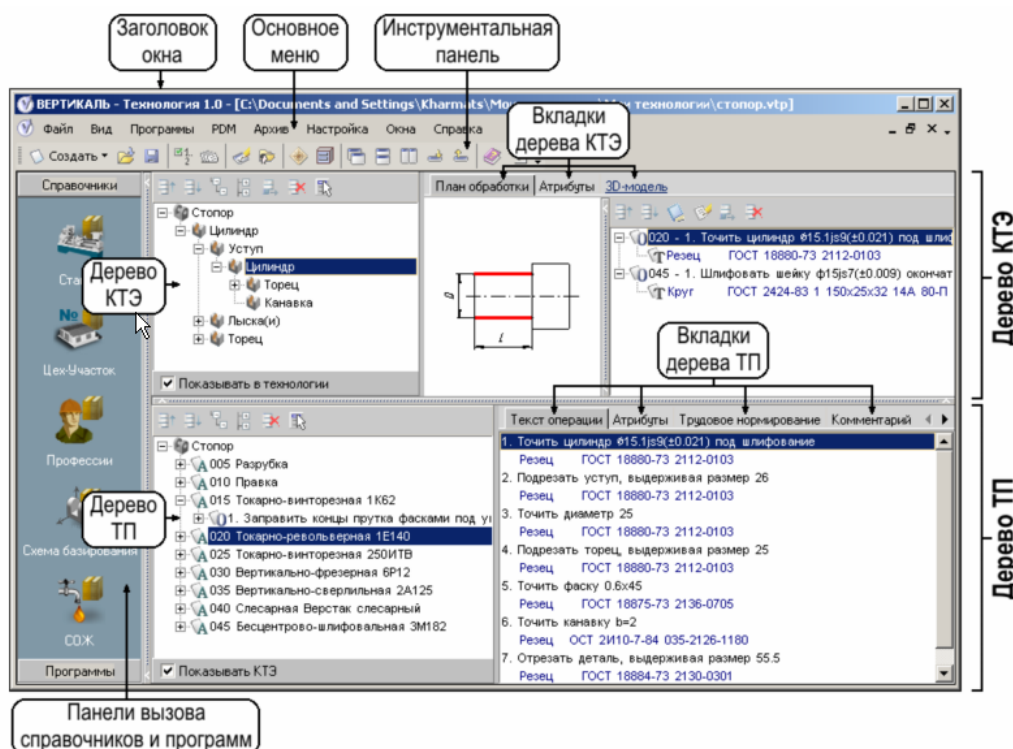 Заголовок
окна
Основное
меню
Инструментальная
панель
ВЕРТИКАЛЬ - Технология 1.0 - [C:\Documents and Settings\Kharmats\Мо технологии\стопор.vtp]
Файл Вид Программы PDM Архив Настройка Окна Справка
Вкладки
дерева КТЭ
Создать
Справочники
План обработки Атрибуты 3D-модель
Стопор
Цилиндр
Уступ
Цилиндр
Торец
Канавка
Лыска(и)
Торец
Показывать в технологии
D
l
020 - 1. Точить цилиндр ф15.1js9(±0.021) под шлиф
Резец ГОСТ 18880-73 2112-0103
045 - 1. Шлифовать шейку ф15js7(±0.009) окончат
Круг ГОСТ 2424-83 1 150х25х32 14А 80-П
Дерево
КТЭ
Дерево КТЭ
Вкладки
дерева ТП
№
Цех-Участок
Профессии
Схема базирования
СОЖ
Программы
Стопор
005 Разрубка
010 Правка
015 Токарно-винторезная 1К62
1. Заправить концы прутка фасками под
020 Токарно-револьверная 1Е140
025 Токарно-винторезная 250ИТВ
030 Вертикально-фрезерная 6Р12
035 Вертикально-сверлильная 2А125
040 Слесарная Верстак слесарный
045 Бесцентрово-шлифовальная 3М182
Показывать КТЭ
Дерево
ТП
Текст операции Атрибуты Трудовое нормирование Комментарий
1. Точить цилиндр ф15.1js9(±0.021) под шлифование
Резец ГОСТ 18880-73 2112-0103
2. Подрезать уступ, выдерживая размер 26
Резец ГОСТ 18880-73 2112-0103
3. Точить диаметр 25
Резец ГОСТ 18880-73 2112-0103
4. Подрезать торец, выдерживая размер 25
Резец ГОСТ 18880-73 2112-0103
5. Точить фаску 0.6х45
Резец ГОСТ 18875-73 2136-0705
6. Точить канавку b=2
Резец ОСТ 2И10-7-84 035-2126-1180
7. Отрезать деталь, выдерживая размер 55.5
Резец ГОСТ 18884-73 2130-0301
Дерево ТП
Панели вызова
справочников и программ